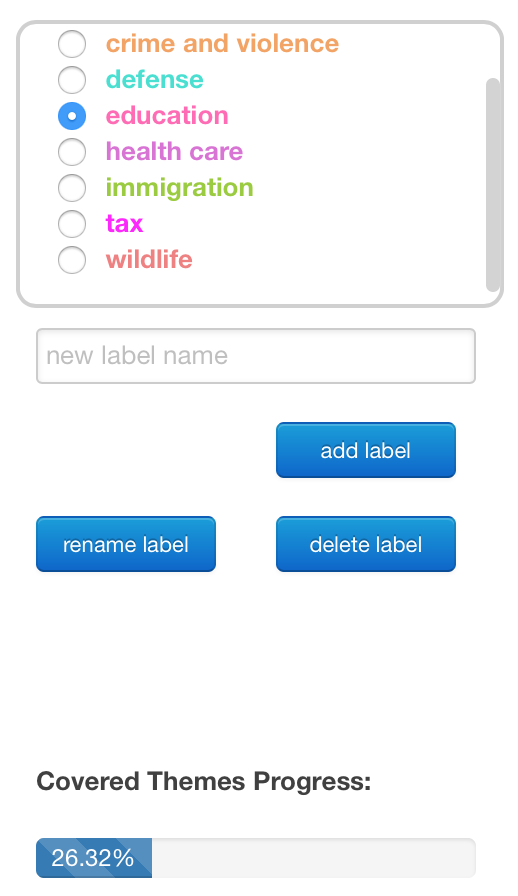 crime and violence
defense
education
health care
immigration
tax
wildlife
new label name
add label
rename label
delete label
Covered Themes Progress:
26.32%